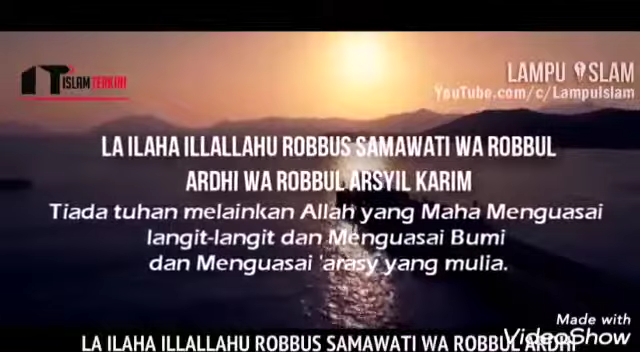 IT ISLAM TERKINI
LAMPU ISLAM
YouTube.com/c/LampuIslam
LA ILAHA ILLALLAHU ROBBUS SAMAWATI WA ROBBUL
ARDHI WA ROBBUL ARSYIL KARIM
Tiada tuhan melainkan Allah yang Maha Menguasai
langit-langit dan Menguasai Bumi
dan Menguasai 'arasy yang mulia.
Made with
VideoShow
LA ILAHA ILLALLAHU ROBBUS SAMAWATI WA ROBBUL ARDHI